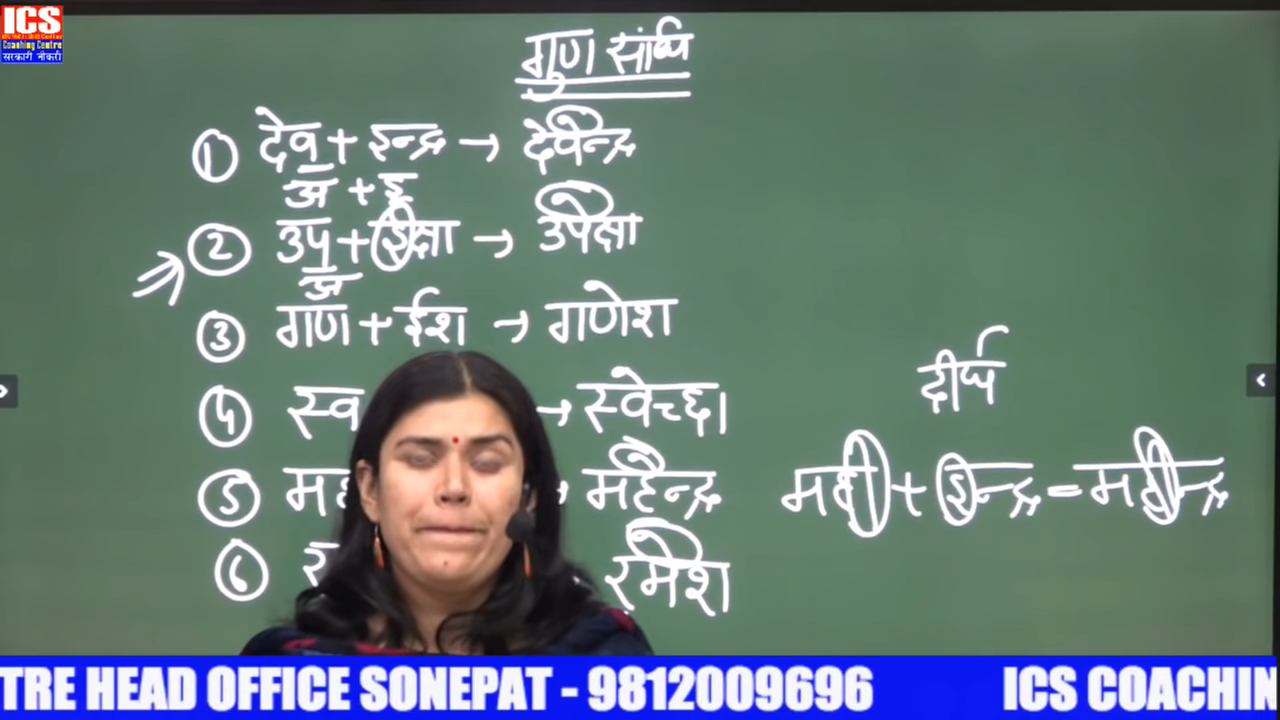 ICS
Coaching Centre
सरकारी नौकरी
गुण संधि
① देव + इन्द्र → देवेन्द्र
अ + इ
② उप + ईक्षा → उपेक्षा
अ
③ गण + ईश → गणेश
④ स्व → स्वेच्छा
⑤ मह → महेन्द्र
⑥ र रमेश
दीर्घ
मही + इन्द्र = महीन्द्र
TRE HEAD OFFICE SONEPAT - 9812009696 ICS COACHIN